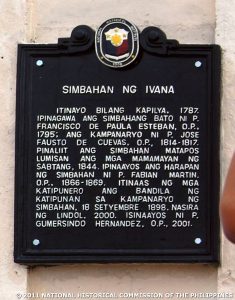 SIMBAHAN NG IVANA
ITINAYO BILANG KAPILYA, 1787.
IPINAGAWA ANG SIMBAHANG BATO NI P.
FRANCISCO DE PAULA ESTEBAN, O.P.,
1795; ANG KAMPANARYO NI P. JOSE
FAUSTO DE CUEVAS, O.P., 1814-1817.
PINALIIT ANG SIMBAHAN MATAPOS
LUMISAN ANG MGA MAMAMAYAN NG
SABTANG, 1844. IPINAAYOS ANG HARAPAN
NG SIMBAHAN NI P. FABIAN MARTIN,
O.P., 1866-1869. ITINAAS NG MGA
KATIPUNERO ANG BANDILA NG
KATIPUNAN SA KAMPANARYO NG
SIMBAHAN, 18 SETYEMBRE 1898. NASIRA
NG LINDOL, 2000. ISINAAYOS NI P.
GUMERSINDO HERNANDEZ, O.P., 2001.
© 2011 NATIONAL HISTORICAL COMMISSION OF THE PHILIPPINES